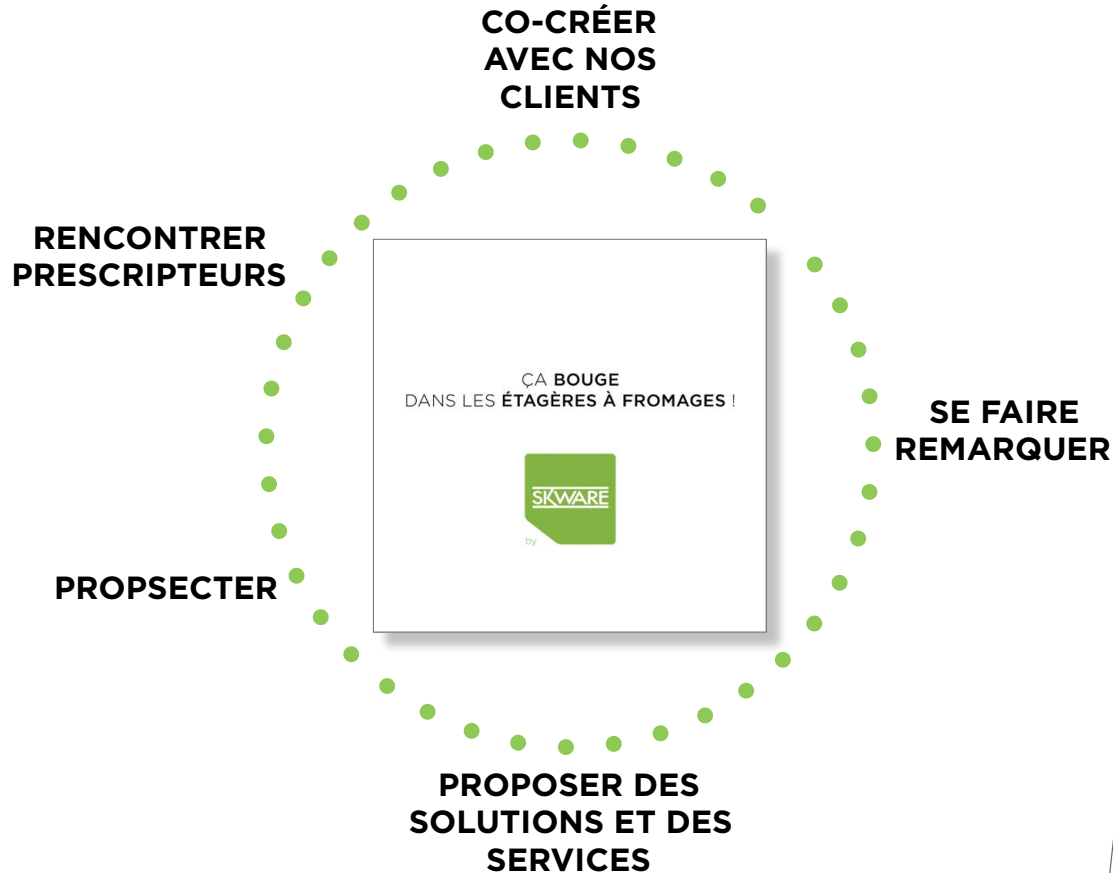 CO-CRÉER
AVEC NOS
CLIENTS
RENCONTRER
PRESCRIPTEURS
ÇA BOUGE
DANS LES ÉTAGÈRES À FROMAGES !
SE FAIRE
REMARQUER
SKWARE
by
PROPSECTER
PROPOSER DES
SOLUTIONS ET DES
SERVICES